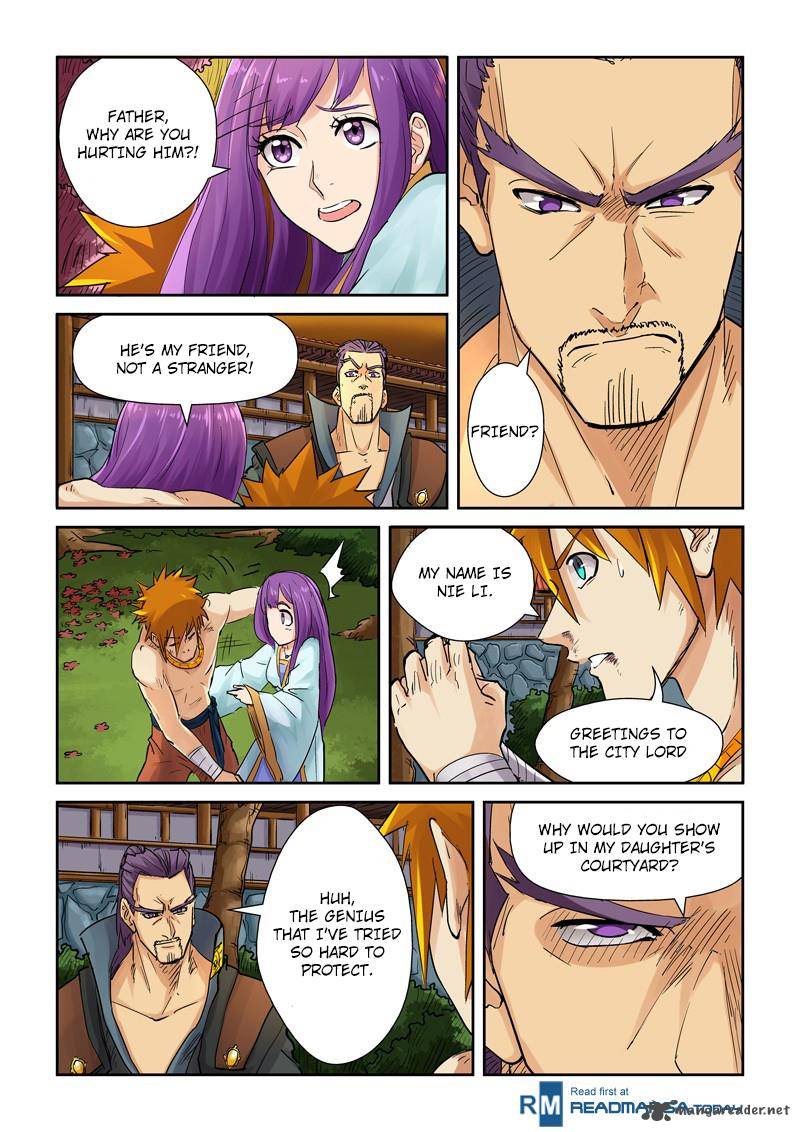 FATHER,
WHY ARE YOU
HURTING HIM?!
FRIEND?
HE'S MY FRIEND,
NOT A STRANGER!
MY NAME IS
NIE LI.
GREETINGS TO
THE CITY LORD
HUH,
THE GENIUS
THAT I'VE TRIED
SO HARD TO
PROTECT.
WHY WOULD YOU SHOW
UP IN MY DAUGHTER'S
COURTYARD?
RM
Read first at
mangareader.net